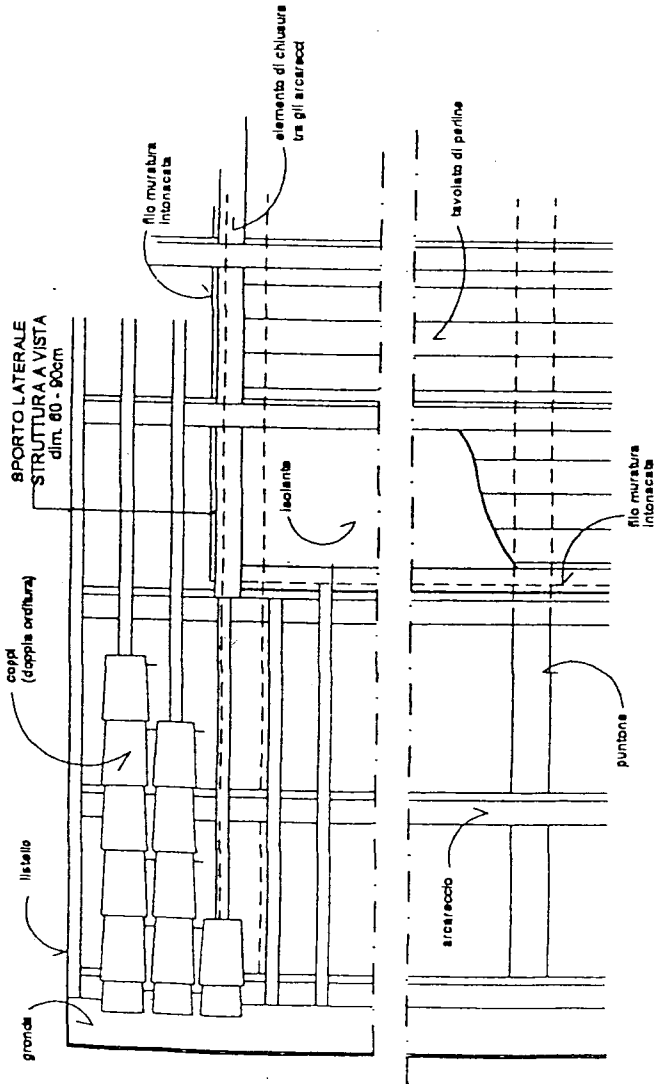 SPORTO LATERALE
STRUTTURA A VISTA
dim. 60 - 90cm
filo muratura
intonacata
elemento di chiusura
tra gli arcarecci
coppi
(doppia orditura)
listello
gronda
isolante
tavolato di perline
filo muratura
intonacata
puntone
arcareccio